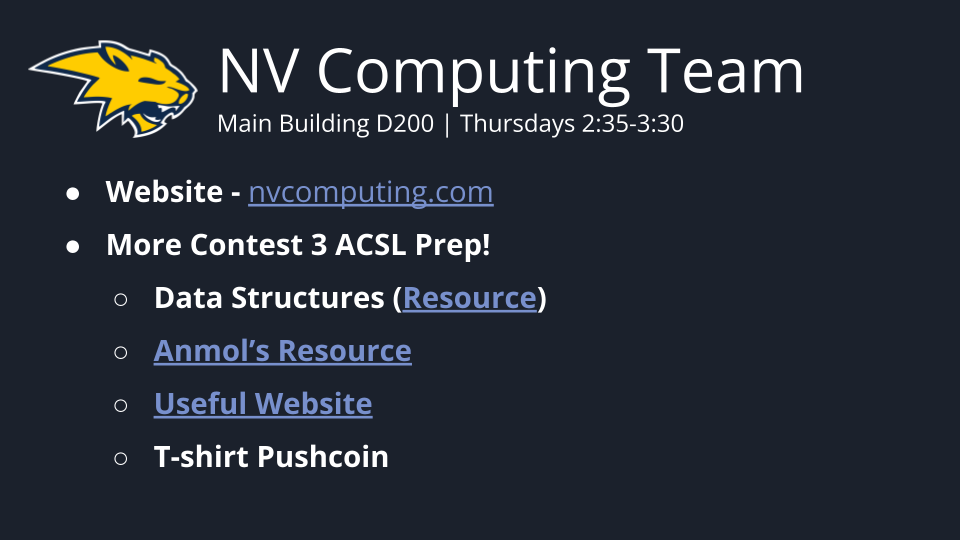 NV Computing Team
Main Building D200 | Thursdays 2:35-3:30
● Website - nvcomputing.com
● More Contest 3 ACSL Prep!
○ Data Structures (Resource)
○ Anmol’s Resource
○ Useful Website
○ T-shirt Pushcoin